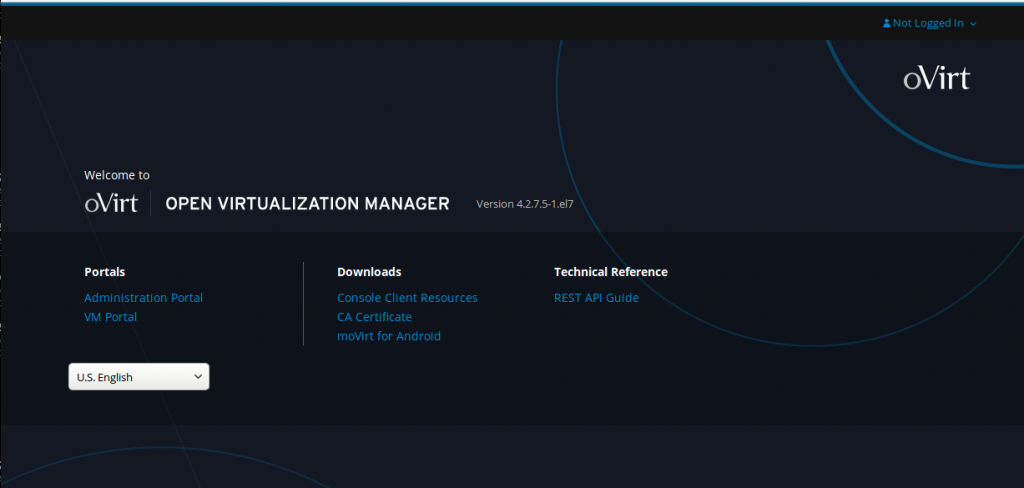 Not Logged In
oVirt
Welcome to
oVirt OPEN VIRTUALIZATION MANAGER Version 4.2.7.5-1.el7
Portals
Administration Portal
VM Portal
Downloads
Console Client Resources
CA Certificate
moVirt for Android
Technical Reference
REST API Guide
U.S. English